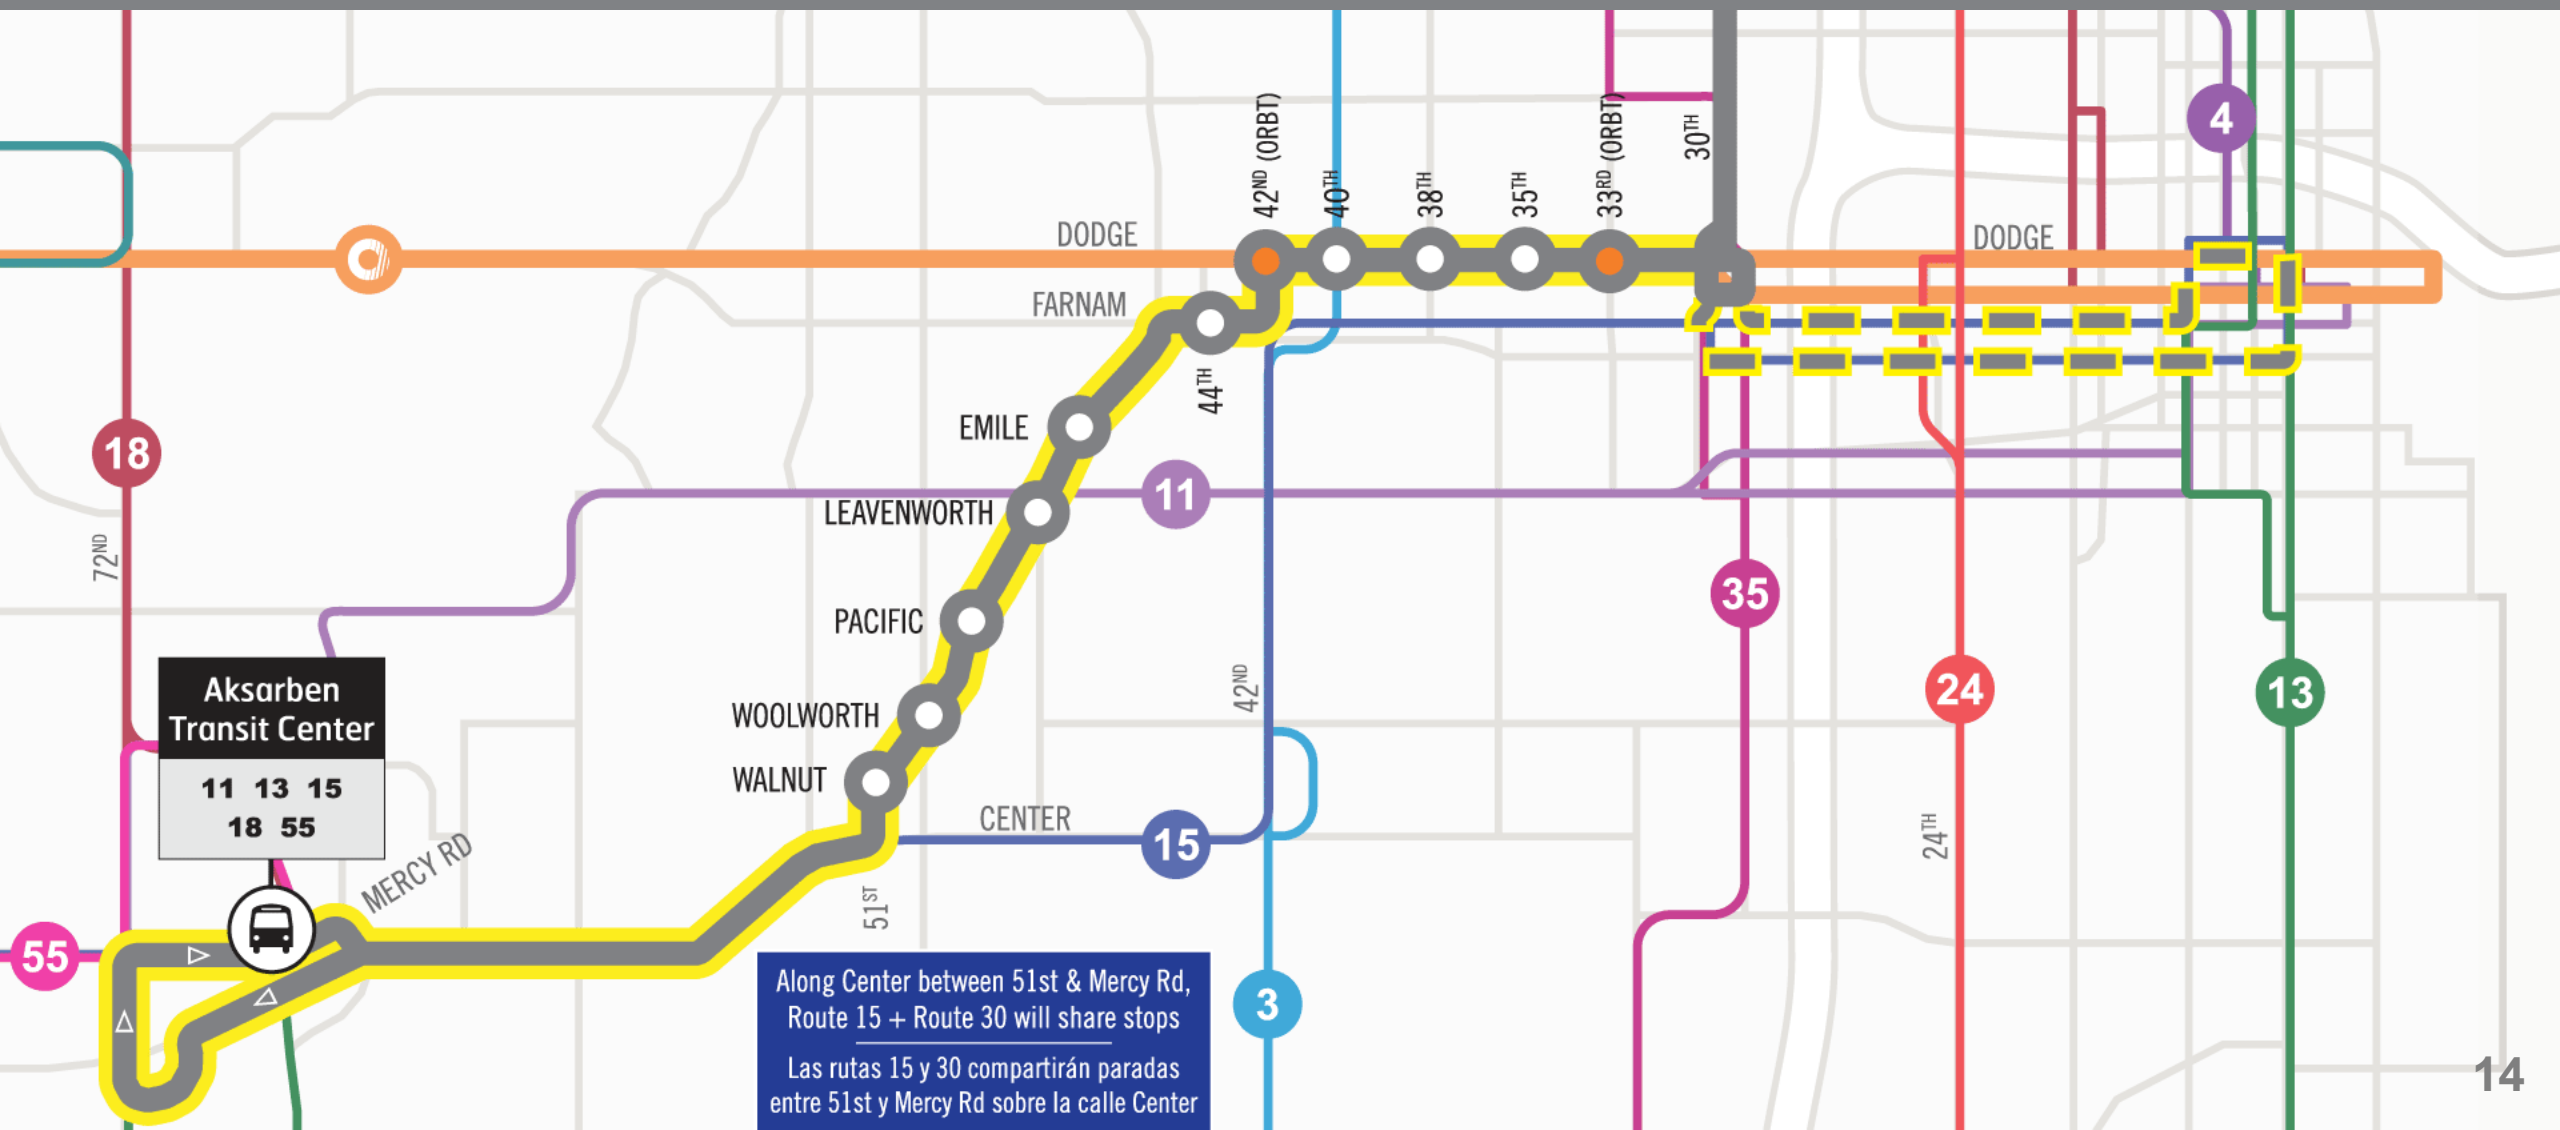 4
42ND (ORBT)
40TH
38TH
35TH
33RD (ORBT)
30TH
DODGE
DODGE
FARNAM
44TH
EMILE
18
11
LEAVENWORTH
72ND
35
PACIFIC
42ND
24
13
Aksarben
Transit Center
11 13 15
18 55
WOOLWORTH
WALNUT
CENTER
15
24TH
MERCY RD
51ST
55
3
Along Center between 51st & Mercy Rd,
Route 15 + Route 30 will share stops
Las rutas 15 y 30 compartirán paradas
entre 51st y Mercy Rd sobre la calle Center
14